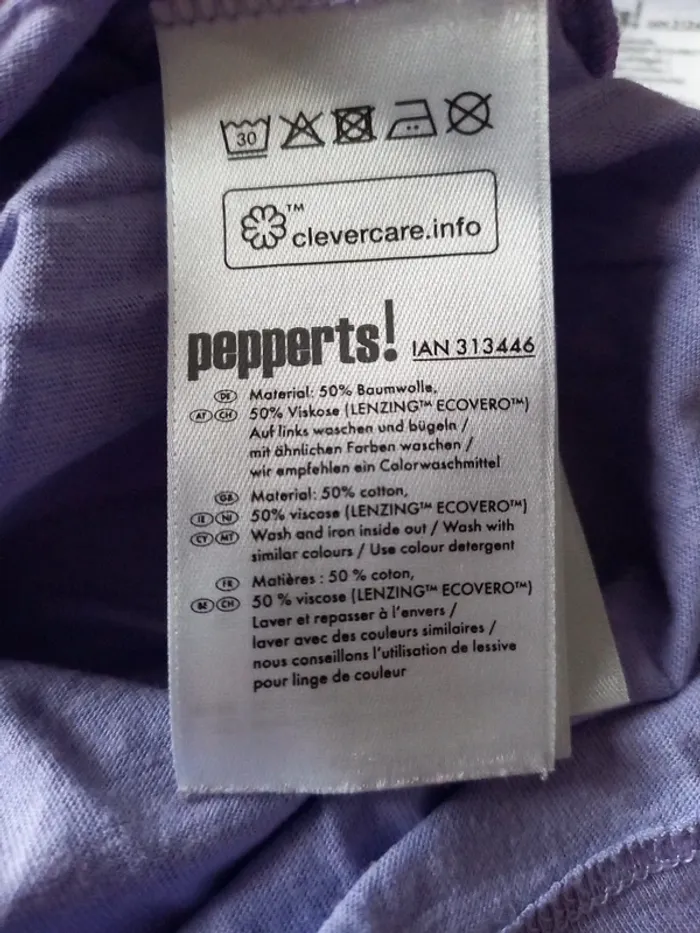 30
™
clevercare.info
pepperts! IAN 313446
DE Material: 50% Baumwolle,
AT CH 50% Viskose (LENZING™ ECOVERO™)
Auf links waschen und bügeln /
mit ähnlichen Farben waschen /
wir empfehlen ein Colorwaschmittel
GB Material: 50% cotton,
IE NI 50% viscose (LENZING™ ECOVERO™)
CY MT Wash and iron inside out / Wash with
similar colours / Use colour detergent
FR Matières : 50 % coton,
BE CH 50 % viscose (LENZING™ ECOVERO™)
Laver et repasser à l'envers /
laver avec des couleurs similaires /
nous conseillons l'utilisation de lessive
pour linge de couleur